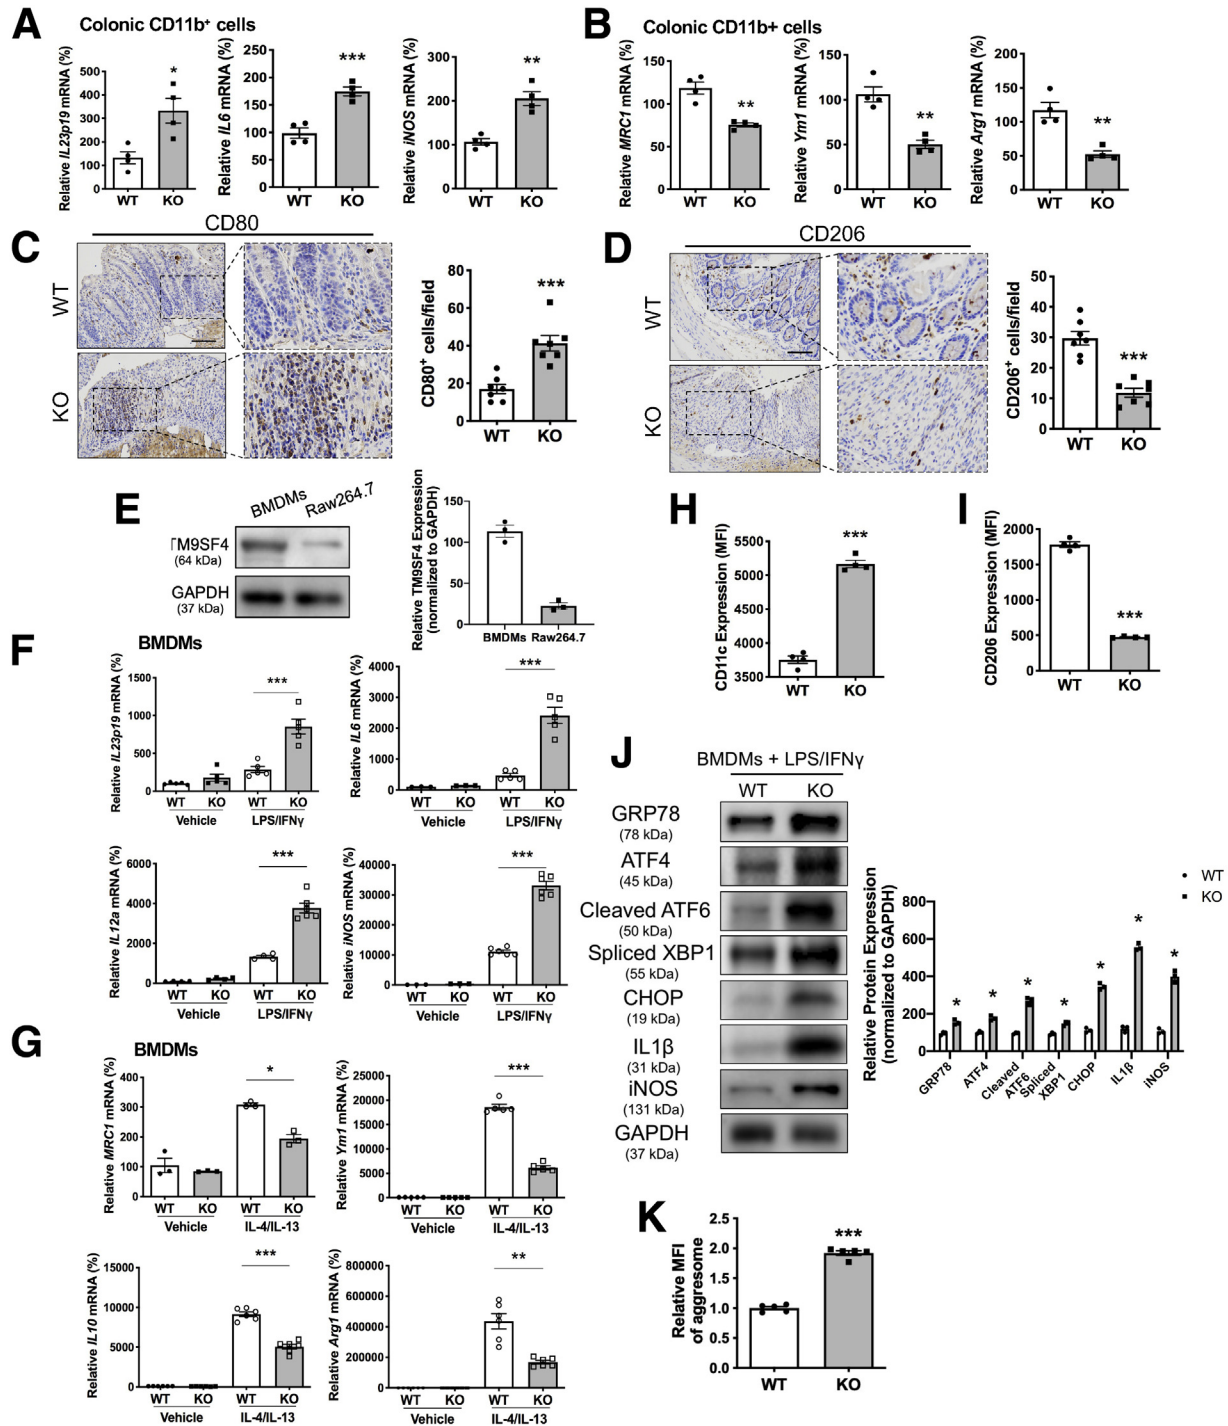 A
Colonic CD11b⁺ cells
Relative IL23p19 mRNA (%)
500
400
300
200
100
0
*
WT
KO
Relative IL6 mRNA (%)
250
200
150
100
50
0
***
WT
KO
Relative iNOS mRNA (%)
300
200
100
0
**
WT
KO
B
Colonic CD11b+ cells
Relative MRC1 mRNA (%)
150
100
50
0
**
WT
KO
Relative Ym1 mRNA (%)
150
100
50
0
**
WT
KO
Relative Arg1 mRNA (%)
200
150
100
50
0
**
WT
KO
C
CD80
WT
KO
CD80⁺ cells/field
80
60
40
20
0
***
WT
KO
D
CD206
WT
KO
CD206⁺ cells/field
50
40
30
20
10
0
***
WT
KO
E
BMDMs
Raw264.7
TM9SF4
(64 kDa)
GAPDH
(37 kDa)
Relative TM9SF4 Expression
(normalized to GAPDH)
150
100
50
0
BMDMs
Raw264.7
F
BMDMs
Relative IL23p19 mRNA (%)
1500
1000
500
0
***
WT
KO
WT
KO
Vehicle
LPS/IFNγ
Relative IL6 mRNA (%)
4000
3000
2000
1000
0
***
WT
KO
WT
KO
Vehicle
LPS/IFNγ
Relative IL12a mRNA (%)
6000
4000
2000
0
***
WT
KO
WT
KO
Vehicle
LPS/IFNγ
Relative iNOS mRNA (%)
40000
30000
20000
10000
0
***
WT
KO
WT
KO
Vehicle
LPS/IFNγ
G
BMDMs
Relative MRC1 mRNA (%)
400
300
200
100
0
*
WT
KO
WT
KO
Vehicle
IL-4/IL-13
Relative Ym1 mRNA (%)
25000
20000
15000
10000
5000
0
***
WT
KO
WT
KO
Vehicle
IL-4/IL-13
Relative IL10 mRNA (%)
15000
10000
5000
0
***
WT
KO
WT
KO
Vehicle
IL-4/IL-13
Relative Arg1 mRNA (%)
800000
600000
400000
200000
0
**
WT
KO
WT
KO
Vehicle
IL-4/IL-13
H
CD11c Expression (MFI)
5500
5000
4500
4000
3500
***
WT
KO
I
CD206 Expression (MFI)
2000
1500
1000
500
0
***
WT
KO
J
BMDMs + LPS/IFNγ
WT
KO
GRP78
(78 kDa)
ATF4
(45 kDa)
Cleaved ATF6
(50 kDa)
Spliced XBP1
(55 kDa)
CHOP
(19 kDa)
IL1β
(31 kDa)
iNOS
(131 kDa)
GAPDH
(37 kDa)
Relative Protein Expression
(normalized to GAPDH)
800
600
400
200
0
WT
KO
*
*
*
*
*
*
*
GRP78
ATF4
Cleaved
ATF6
Spliced
XBP1
CHOP
IL1β
iNOS
K
Relative MFI
of aggresome
2.5
2.0
1.5
1.0
0.5
0.0
***
WT
KO